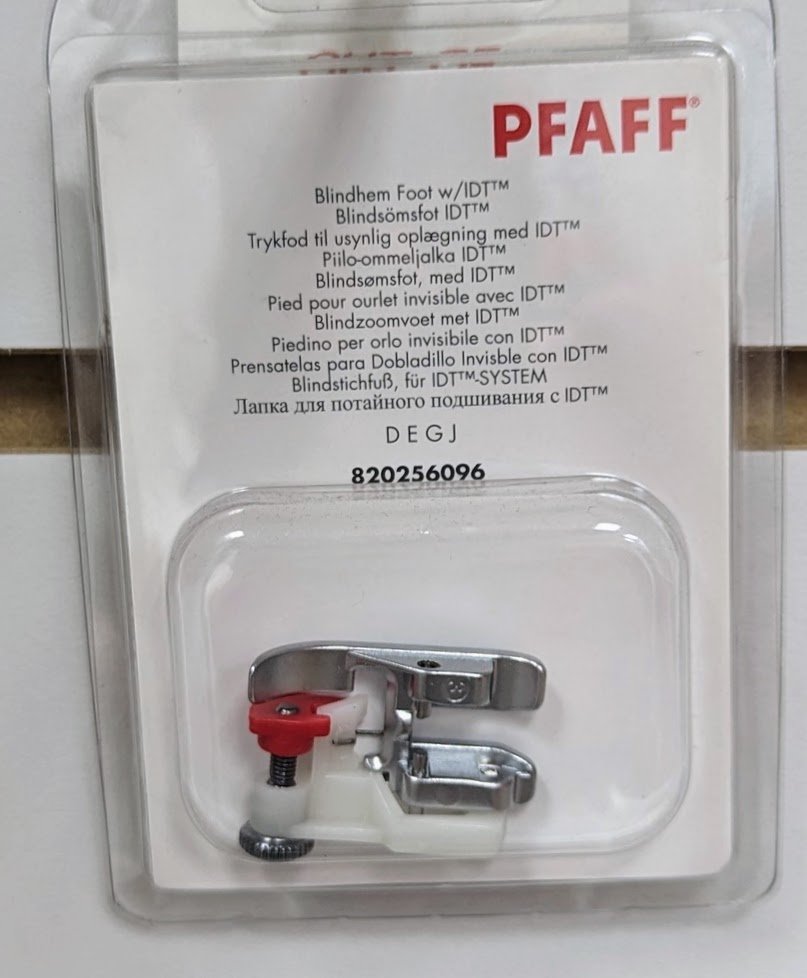 PFAFF®
Blindhem Foot w/IDT™
Blindsömsfot IDT™
Trykfod til usynlig oplægning med IDT™
Piilo-ommeljalka IDT™
Blindsømsfot, med IDT™
Pied pour ourlet invisible avec IDT™
Blindzoomvoet met IDT™
Piedino per orlo invisibile con IDT™
Prensatelas para Dobladillo Invisble con IDT™
Blindstichfuß, für IDT™-SYSTEM
Лапка для потайного подшивания с IDT™
D E G J
820256096
3